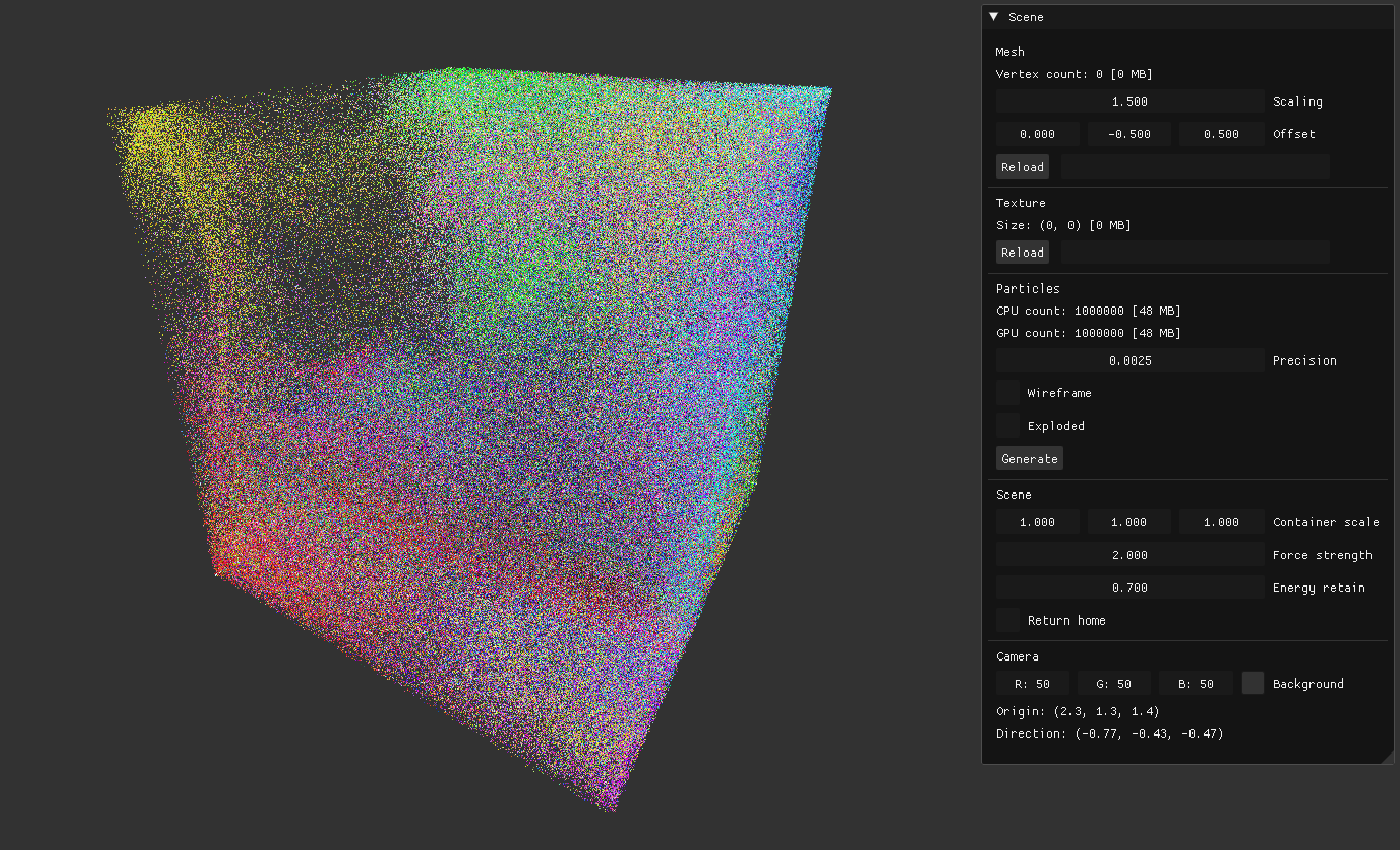 Scene
Mesh
Vertex count: 0 [0 MB]
1.500 Scaling
0.000 -0.500 0.500 Offset
Reload
Texture
Size: (0, 0) [0 MB]
Reload
Particles
CPU count: 1000000 [48 MB]
GPU count: 1000000 [48 MB]
0.0025 Precision
Wireframe
Exploded
Generate
Scene
1.000 1.000 1.000 Container scale
2.000 Force strength
0.700 Energy retain
Return home
Camera
R: 50 G: 50 B: 50 Background
Origin: (2.3, 1.3, 1.4)
Direction: (-0.77, -0.43, -0.47)